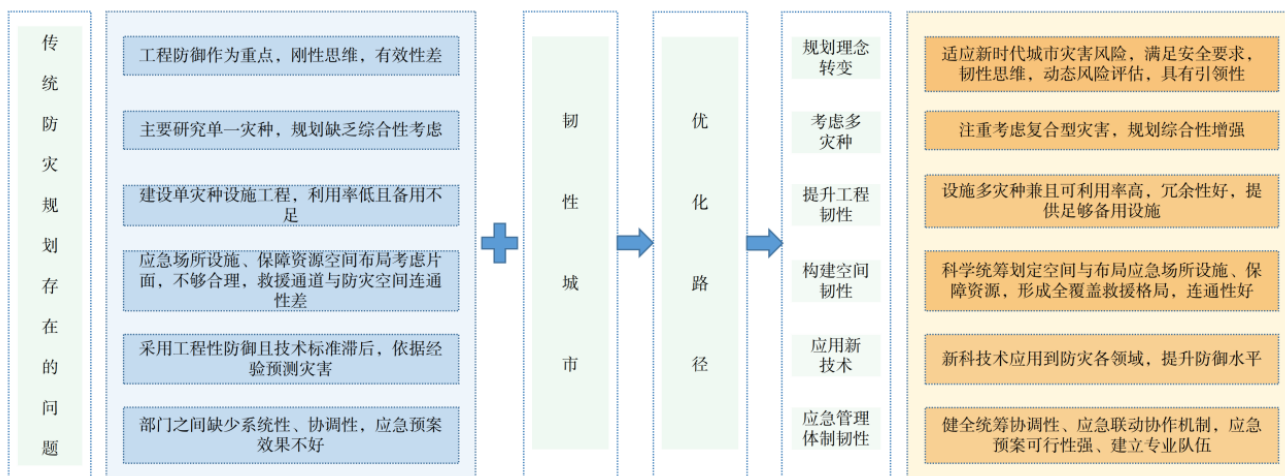 传统防灾规划存在的问题
工程防御作为重点，刚性思维，有效性差
主要研究单一灾种，规划缺乏综合性考虑
建设单灾种设施工程，利用率低且备用不
足
应急场所设施、保障资源空间布局考虑片
面，不够合理，救援通道与防灾空间连通
性差
采用工程性防御且技术标准滞后，依据经
验预测灾害
部门之间缺少系统性、协调性，应急预案
效果不好
韧性城市
优化路径
规划理念
转变
考虑多
灾种
提升工程
韧性
构建空间
韧性
应用新
技术
应急管理
体制韧性
适应新时代城市灾害风险，满足安全要求，
韧性思维，动态风险评估，具有引领性
注重考虑复合型灾害，规划综合性增强
设施多灾种兼且可利用率高，冗余性好，提
供足够备用设施
科学统筹划定空间与布局应急场所设施、保
障资源，形成全覆盖救援格局，连通性好
新科技术应用到防灾各领域，提升防御水平
健全统筹协调性、应急联动协作机制，应急
预案可行性强、建立专业队伍